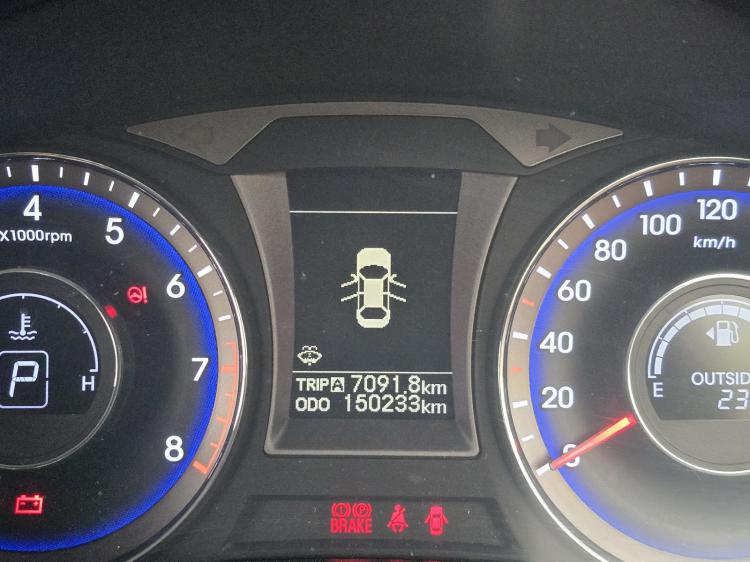 4
X1000rpm
5
6
7
8
H
P
TRIP A 7091.8km
ODO 150233km
BRAKE
120
100
km/h
80
60
40
20
0
E
OUTSID
23